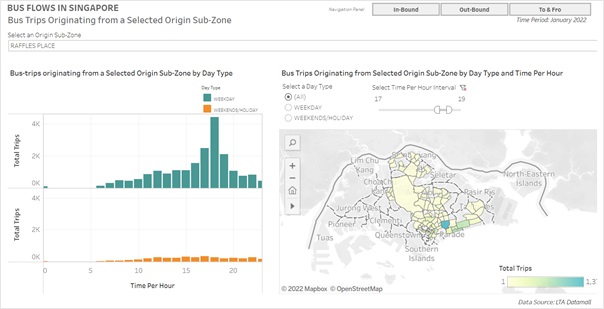 BUS FLOWS IN SINGAPORE
Navigation Panel
In-Bound
Out-Bound
To & Fro
Bus Trips Originating from a Selected Origin Sub-Zone
Time Period: January 2022
Select an Origin Sub-Zone
RAFFLES PLACE
Bus-trips originating from a Selected Origin Sub-Zone by Day Type
Day Type
WEEKDAY
WEEKENDS/HOLIDAY
4K
2K
0K
Total Trips
4K
2K
0K
Total Trips
0
5
10
15
20
Time Per Hour
Bus Trips Originating from Selected Origin Sub-Zone by Day Type and Time Per Hour
Select a Day Type
(All)
WEEKDAY
WEEKENDS/HOLIDAY
Select Time Per Hour Interval
17
19
Lim Chu
Kang
Seletar
North-Eastern
Islands
Pasir Ris
Jurong West
Pioneer
Clementi
Tuas
Queenstown
Parade
Southern
Islands
© 2022 Mapbox © OpenStreetMap
Total Trips
1
Data Source: LTA Datamall